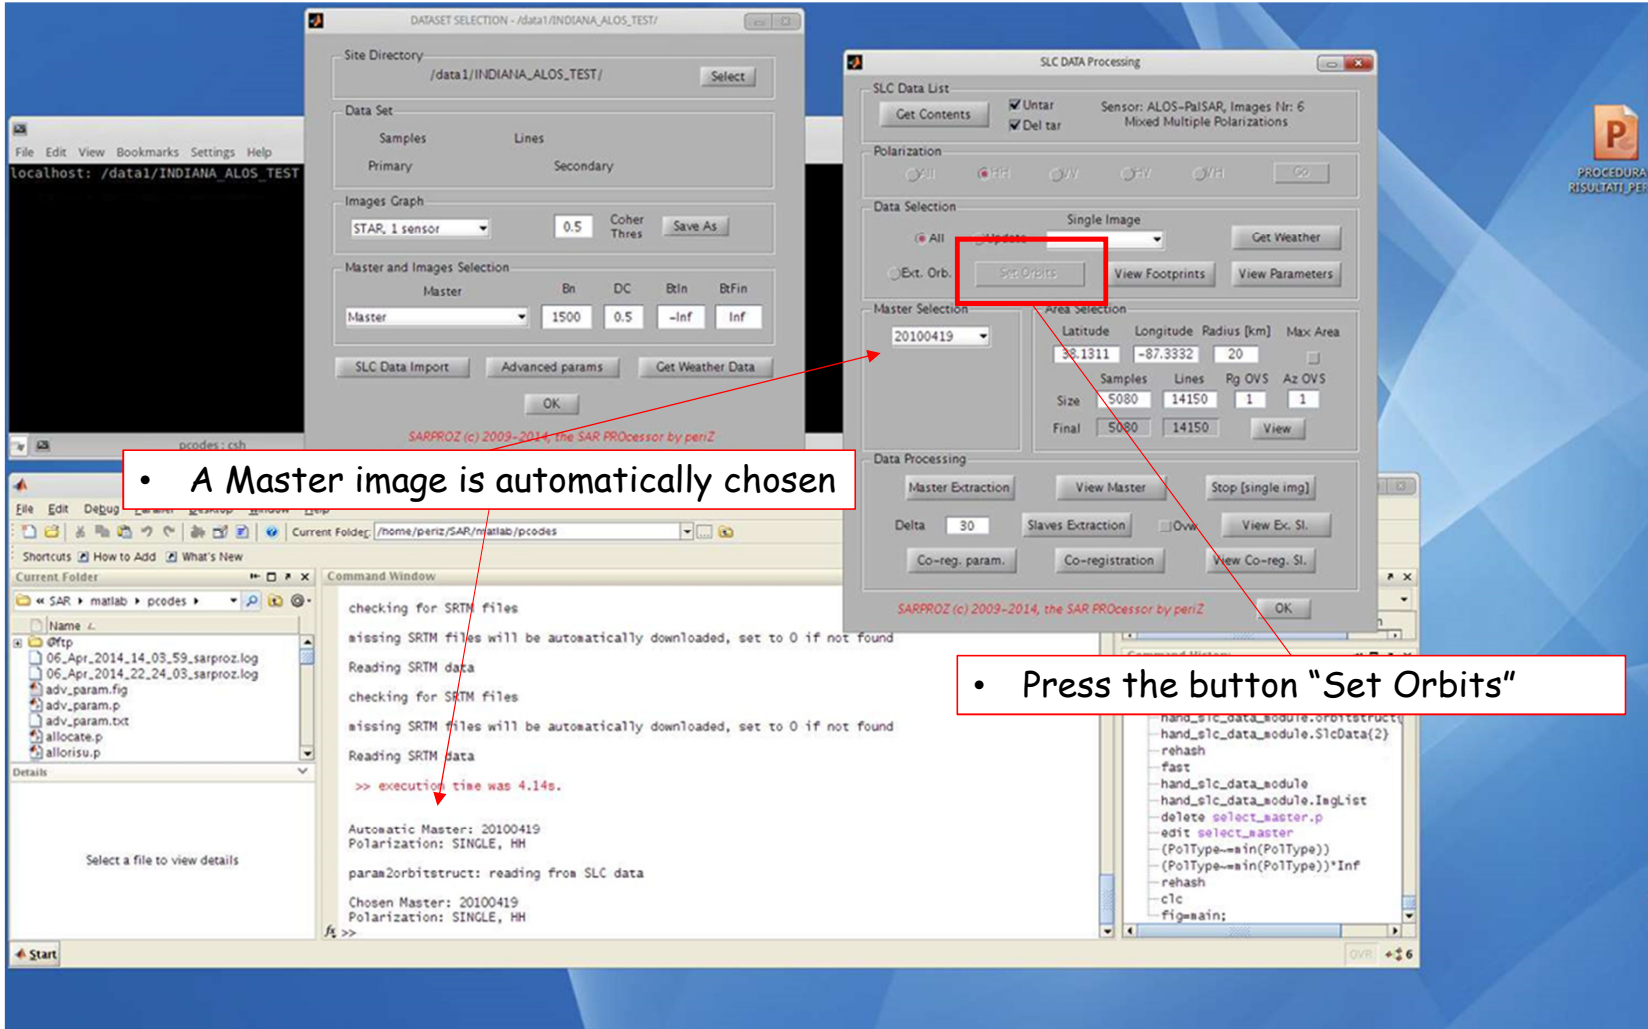 DATASET SELECTION - /data1/INDIANA_ALOS_TEST/
Site Directory
/data1/INDIANA_ALOS_TEST/
Select
Data Set
Samples Lines
Primary Secondary
Images Graph
STAR, 1 sensor
0.5
Coher
Thres
Save As
Master and Images Selection
Master Bn DC BtIn BtFin
Master 1500 0.5 -Inf Inf
SLC Data Import Advanced params Get Weather Data
OK
SARPROZ (c) 2009-2014, the SAR PROcessor by periZ
File Edit View Bookmarks Settings Help
localhost: /data1/INDIANA_ALOS_TEST
pcodes : csh
SLC DATA Processing
SLC Data List
Get Contents
Untar
Del tar
Sensor: ALOS-PalSAR, Images Nr: 6
Mixed Multiple Polarizations
Polarization
All HH VV HV VH Go
Data Selection
Single Image
All Update Get Weather
Ext. Orb. Set Orbits View Footprints View Parameters
Master Selection
20100419
Area Selection
Latitude Longitude Radius [km] Max Area
38.1311 -87.3332 20
Samples Lines Rg OVS Az OVS
Size 5080 14150 1 1
Final 5080 14150 View
Data Processing
Master Extraction View Master Stop [single img]
Delta 30 Slaves Extraction Ovw View Ex. Sl.
Co-reg. param. Co-registration View Co-reg. Sl.
SARPROZ (c) 2009-2014, the SAR PROcessor by periZ OK
PROCEDURA
• A Master image is automatically chosen
• Press the button “Set Orbits”
File Edit Debug
Current Folder: /home/periz/SAR/matlab/pcodes
Shortcuts How to Add What's New
Current Folder
« SAR matlab pcodes
Name
@ftp
06_Apr_2014_14_03_59_sarproz.log
06_Apr_2014_22_24_03_sarproz.log
adv_param.fig
adv_param.p
adv_param.txt
allocate.p
allorisu.p
Details
Select a file to view details
Command Window
checking for SRTM files
missing SRTM files will be automatically downloaded, set to 0 if not found
Reading SRTM data
checking for SRTM files
missing SRTM files will be automatically downloaded, set to 0 if not found
Reading SRTM data
>> execution time was 4.14s.
Automatic Master: 20100419
Polarization: SINGLE, HH
param2orbitstruct: reading from SLC data
Chosen Master: 20100419
Polarization: SINGLE, HH
fx >>
Command History
hand_slc_data_module.orbitstruct{
hand_slc_data_module.SlcData{2}
rehash
fast
hand_slc_data_module
hand_slc_data_module.ImgList
delete select_master.p
edit select_master
(PolType~=min(PolType))
(PolType~=min(PolType))*Inf
rehash
clc
fig=main;
Start
OVR
6